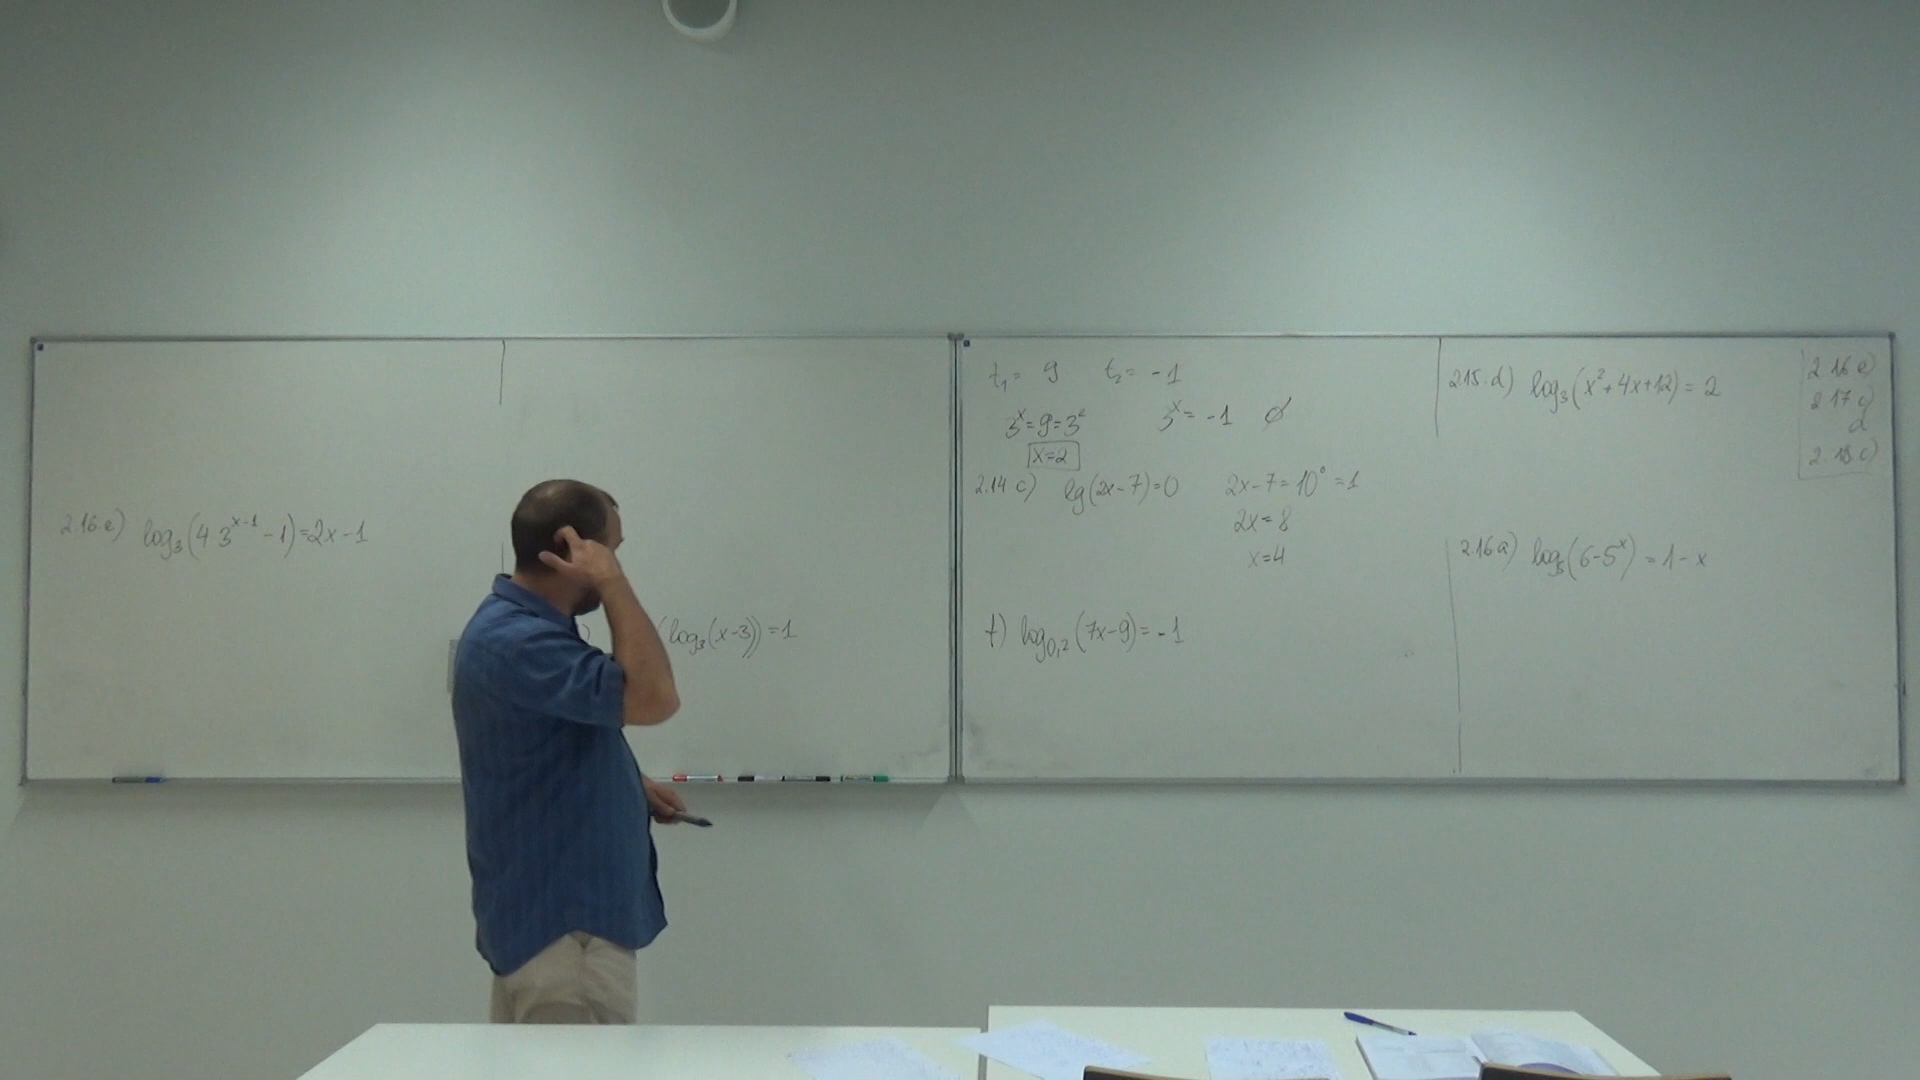 2.16.e) log₃(4·3ˣ⁻¹ - 1) = 2x - 1
) (log₃(x-3)) = 1
t₁ = 9 t₂ = -1
3ˣ = 9 = 3² 3ˣ = -1 ∅
x=2
2.14 c) lg(2x-7)=0 2x-7=10⁰=1
2x=8
x=4
f) log₀,₂(7x-9) = -1
2.15.d) log₃(x²+4x+12) = 2
2.16 a) log₅(6-5ˣ) = 1-x
2.16 e)
2.17 c)
d
2.18 c)